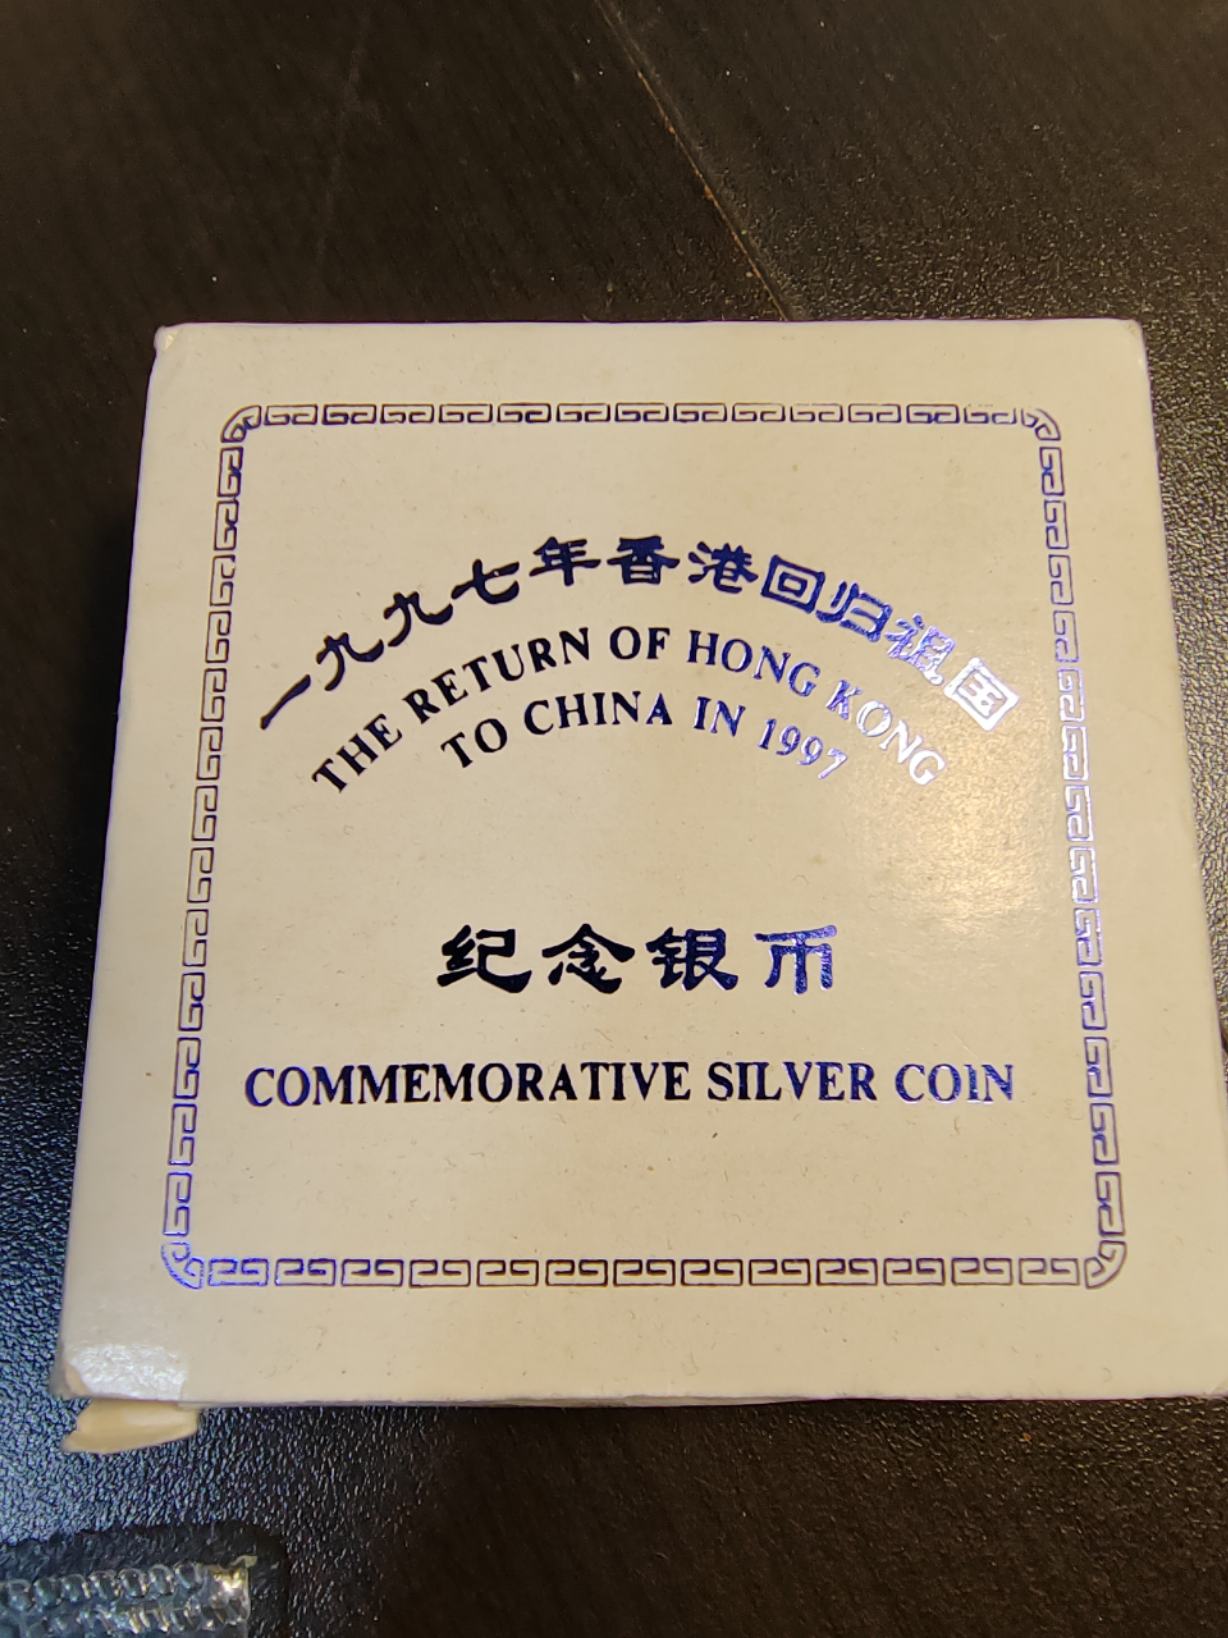 一九九七年香港回归祖国
THE RETURN OF HONG KONG
TO CHINA IN 1997
纪念银币
COMMEMORATIVE SILVER COIN